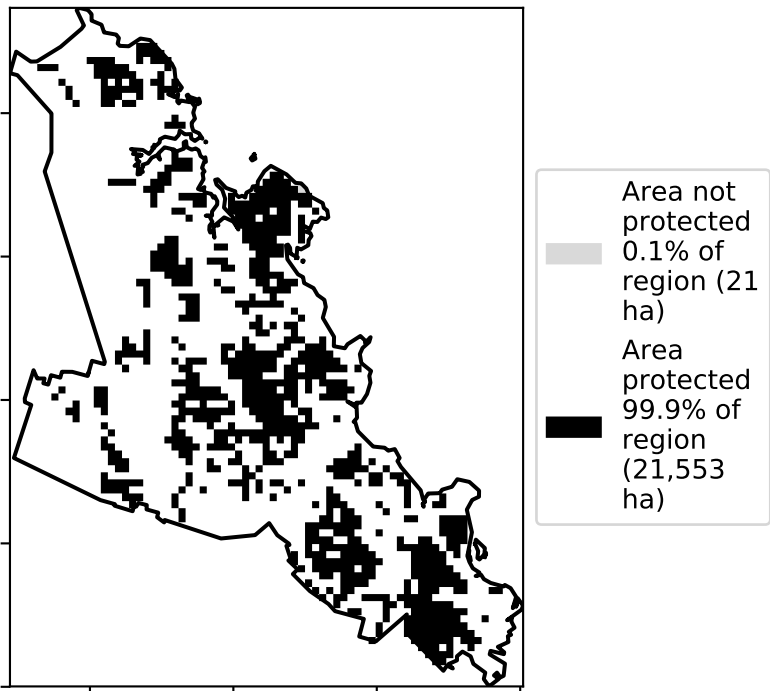 Area not
protected
0.1% of
region (21
ha)
Area
protected
99.9% of
region
(21,553
ha)